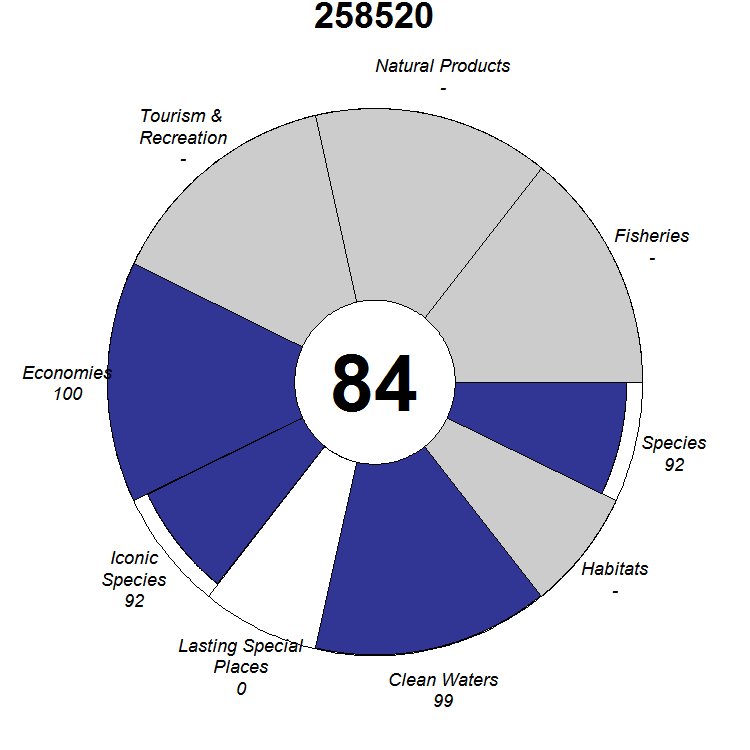 258520
Natural Products
-
Tourism &
Recreation
-
Fisheries
-
Economies
100
84
Species
92
Iconic
Species
92
Habitats
-
Lasting Special
Places
0
Clean Waters
99